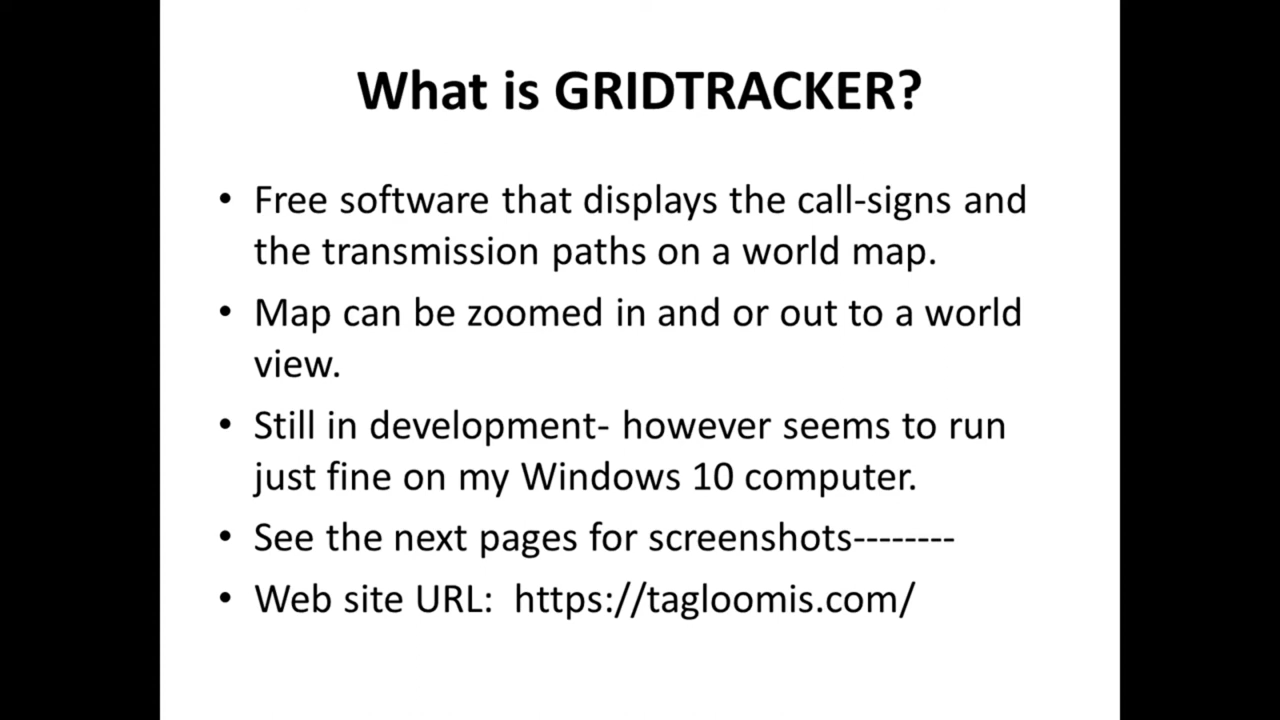 What is GRIDTRACKER?
• Free software that displays the call-signs and
the transmission paths on a world map.
• Map can be zoomed in and or out to a world
view.
• Still in development- however seems to run
just fine on my Windows 10 computer.
• See the next pages for screenshots--------
• Web site URL:  https://tagloomis.com/